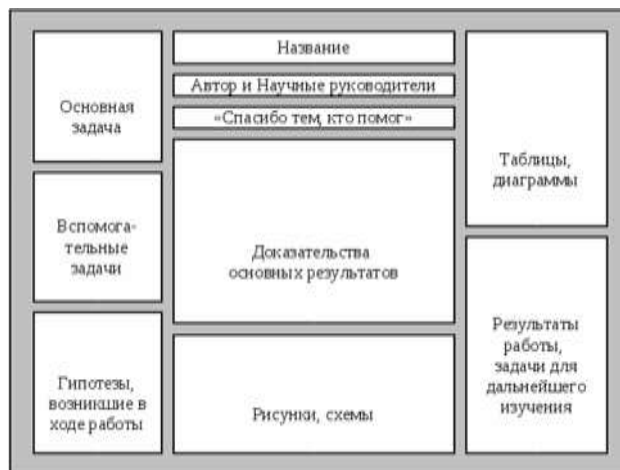 Основная
задача
Вспомога-
тельные
задачи
Гипотезы,
возникшие в
ходе работы
Название
Автор и Научные руководители
«Спасибо тем, кто помог»
Доказательства
основных результатов
Рисунки, схемы
Таблицы,
диаграммы
Результаты
работы,
задачи для
дальнейшего
изучения